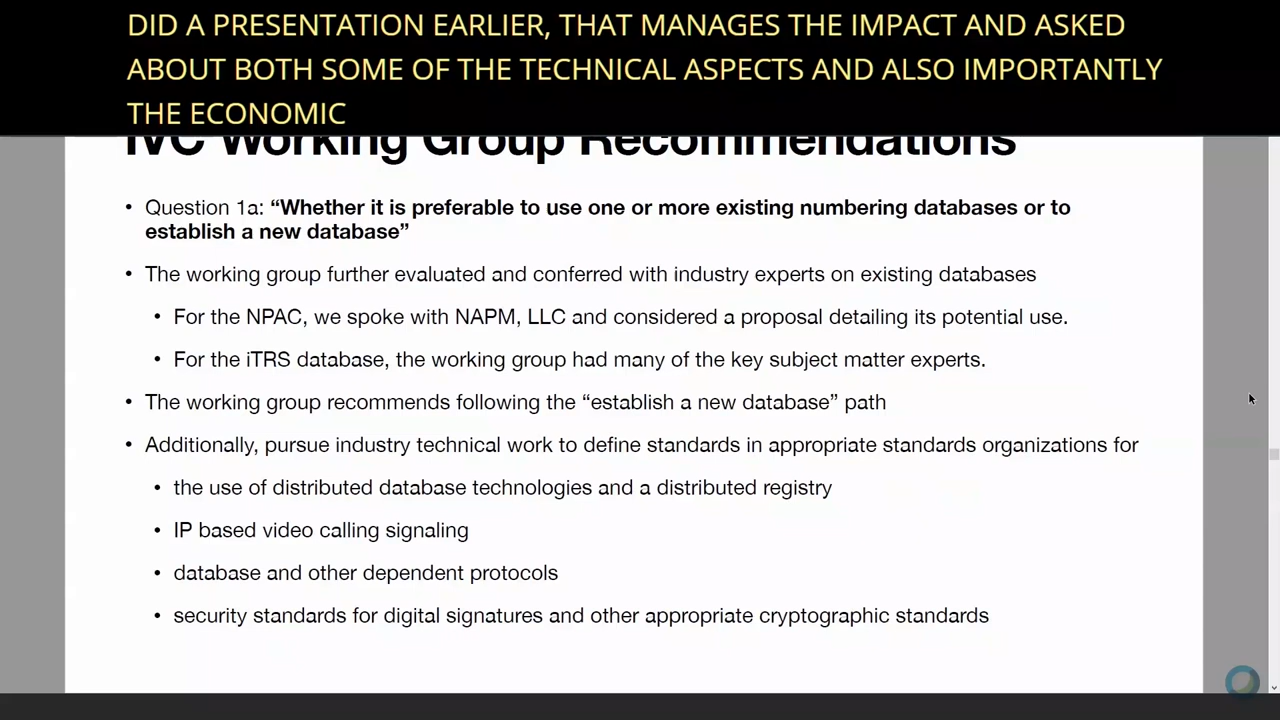 DID A PRESENTATION EARLIER, THAT MANAGES THE IMPACT AND ASKED
ABOUT BOTH SOME OF THE TECHNICAL ASPECTS AND ALSO IMPORTANTLY
THE ECONOMIC
IVC Working Group Recommendations
• Question 1a: “Whether it is preferable to use one or more existing numbering databases or to
establish a new database”
• The working group further evaluated and conferred with industry experts on existing databases
• For the NPAC, we spoke with NAPM, LLC and considered a proposal detailing its potential use.
• For the iTRS database, the working group had many of the key subject matter experts.
• The working group recommends following the “establish a new database” path
• Additionally, pursue industry technical work to define standards in appropriate standards organizations for
• the use of distributed database technologies and a distributed registry
• IP based video calling signaling
• database and other dependent protocols
• security standards for digital signatures and other appropriate cryptographic standards